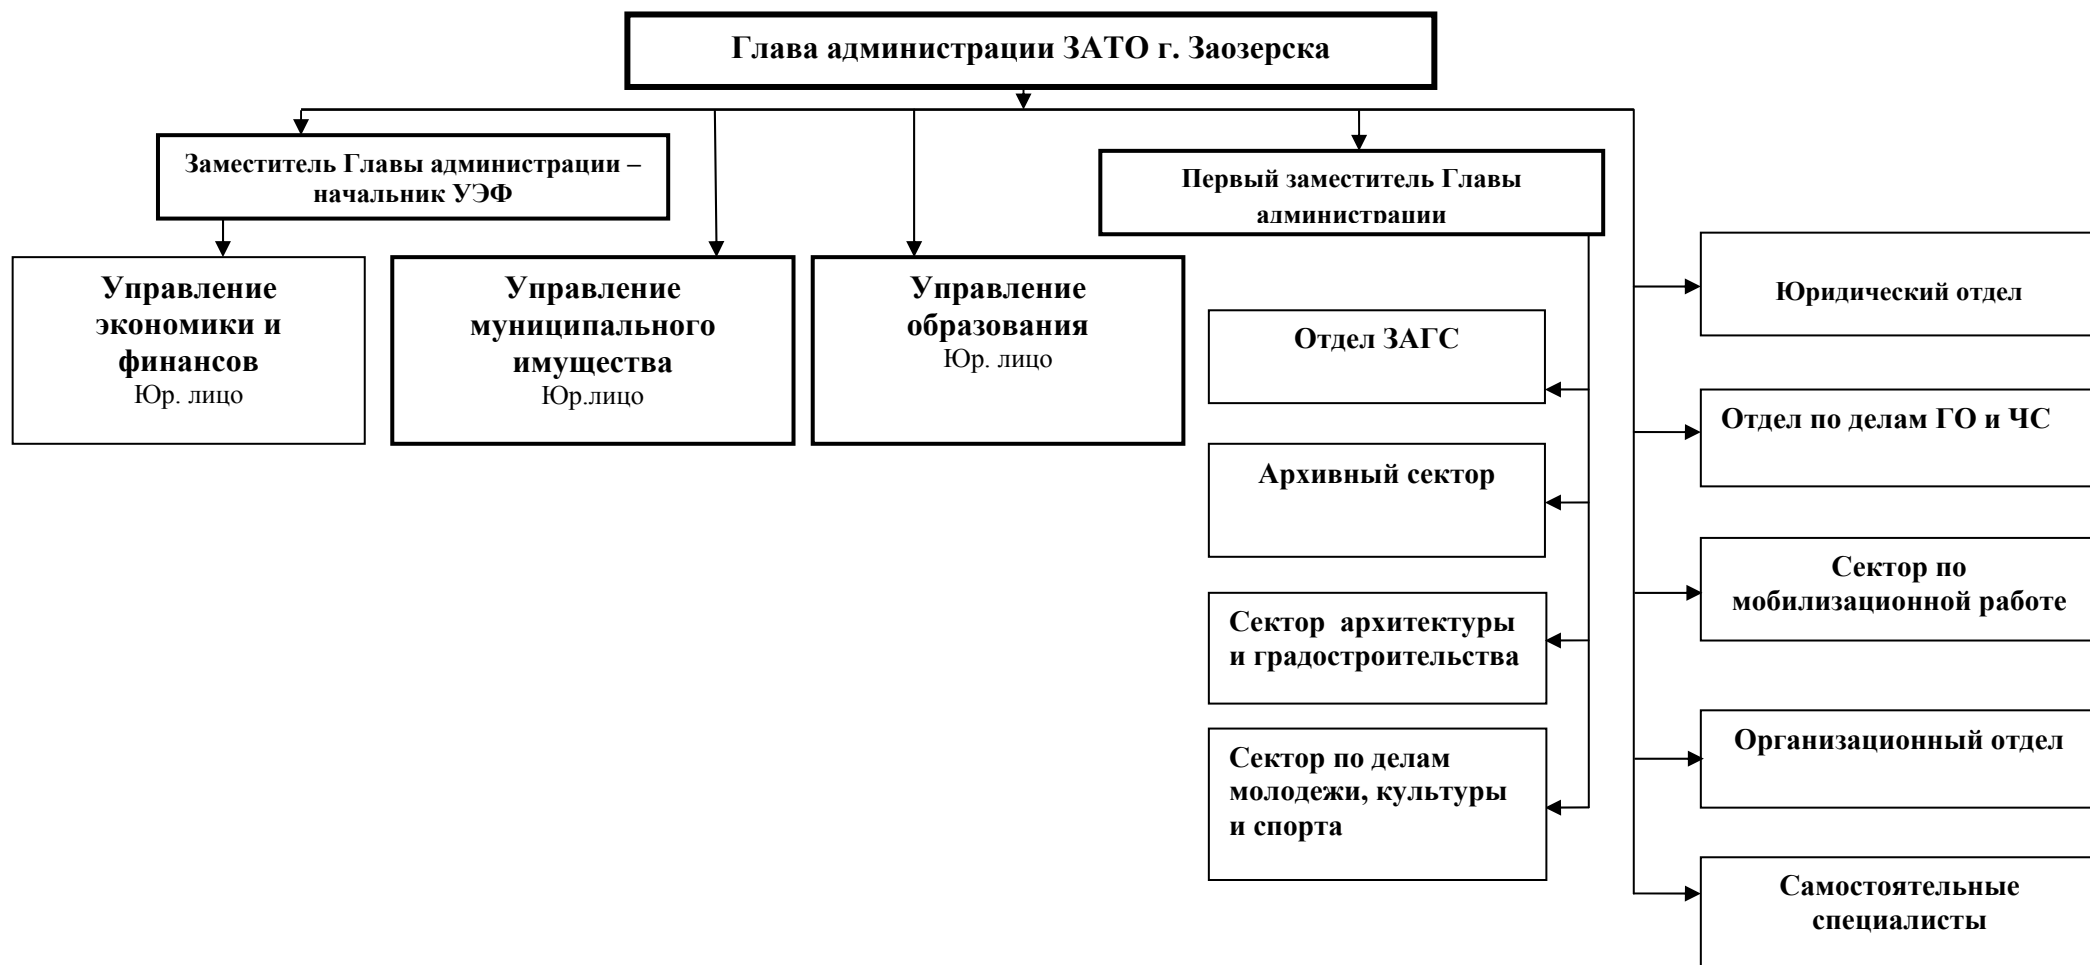 Глава администрации ЗАТО г. Заозерска
Заместитель Главы администрации –
начальник УЭФ
Первый заместитель Главы
администрации
Управление
экономики и
финансов
Юр. лицо
Управление
муниципального
имущества
Юр.лицо
Управление
образования
Юр. лицо
Отдел ЗАГС
Архивный сектор
Сектор архитектуры
и градостроительства
Сектор по делам
молодежи, культуры
и спорта
Юридический отдел
Отдел по делам ГО и ЧС
Сектор по
мобилизационной работе
Организационный отдел
Самостоятельные
специалисты